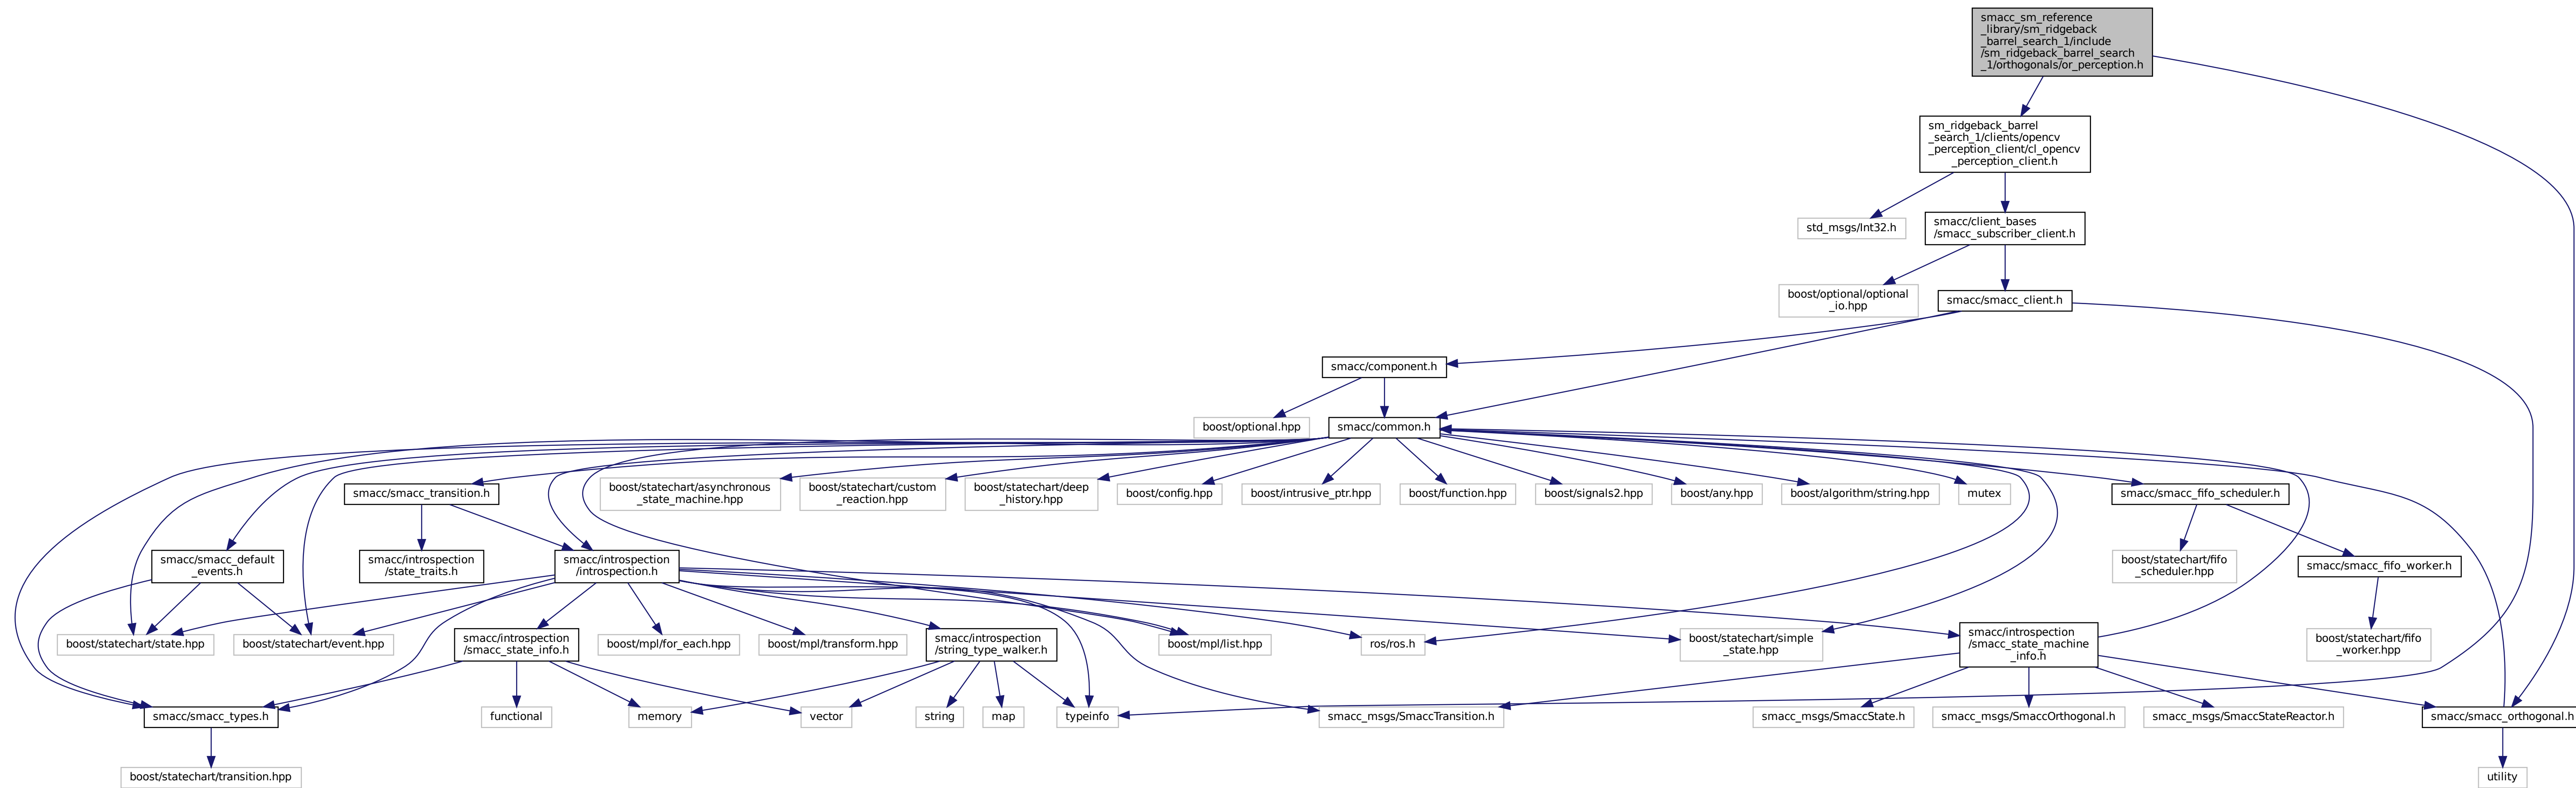 smacc_sm_reference
_library/sm_ridgeback
_barrel_search_1/include
/sm_ridgeback_barrel_search
_1/orthogonals/or_perception.h
sm_ridgeback_barrel
_search_1/clients/opencv
_perception_client/cl_opencv
_perception_client.h
std_msgs/Int32.h
smacc/client_bases
/smacc_subscriber_client.h
boost/optional/optional
_io.hpp
smacc/smacc_client.h
smacc/component.h
boost/optional.hpp
smacc/common.h
smacc/smacc_transition.h
boost/statechart/asynchronous
_state_machine.hpp
boost/statechart/custom
_reaction.hpp
boost/statechart/deep
_history.hpp
boost/config.hpp
boost/intrusive_ptr.hpp
boost/function.hpp
boost/signals2.hpp
boost/any.hpp
boost/algorithm/string.hpp
mutex
smacc/smacc_fifo_scheduler.h
smacc/smacc_default
_events.h
smacc/introspection
/state_traits.h
smacc/introspection
/introspection.h
boost/statechart/fifo
_scheduler.hpp
smacc/smacc_fifo_worker.h
boost/statechart/state.hpp
boost/statechart/event.hpp
smacc/introspection
/smacc_state_info.h
boost/mpl/for_each.hpp
boost/mpl/transform.hpp
smacc/introspection
/string_type_walker.h
boost/mpl/list.hpp
ros/ros.h
boost/statechart/simple
_state.hpp
smacc/introspection
/smacc_state_machine
_info.h
boost/statechart/fifo
_worker.hpp
smacc/smacc_types.h
functional
memory
vector
string
map
typeinfo
smacc_msgs/SmaccTransition.h
smacc_msgs/SmaccState.h
smacc_msgs/SmaccOrthogonal.h
smacc_msgs/SmaccStateReactor.h
smacc/smacc_orthogonal.h
boost/statechart/transition.hpp
utility